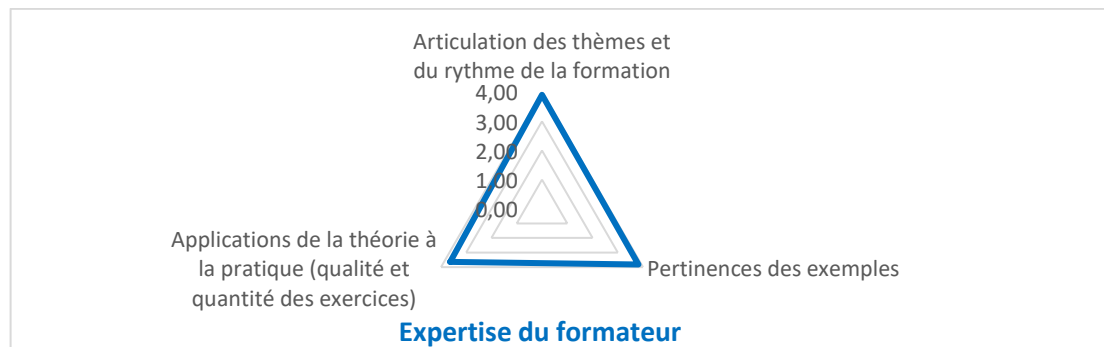 Articulation des thèmes et
du rythme de la formation
4,00
3,00
2,00
1,00
0,00
Applications de la théorie à
la pratique (qualité et
quantité des exercices)
Pertinences des exemples
Expertise du formateur